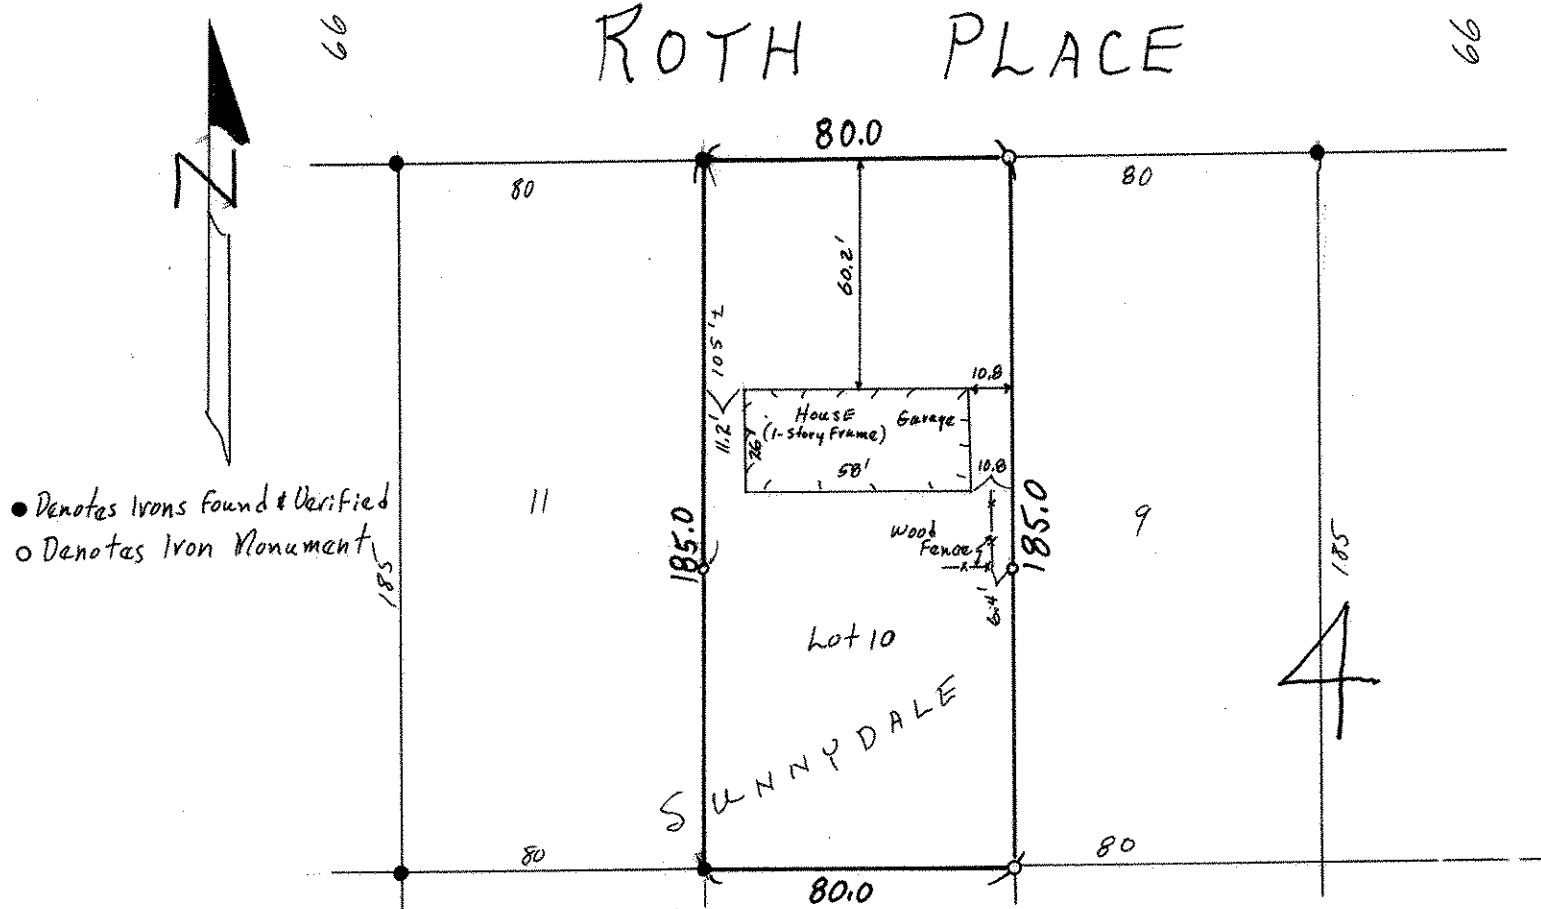 66
ROTH PLACE
66
N
80.0
80
80
60.2'
105'±
10.8
House
(1-Story Frame)
Garage
11.2'
26'
58'
10.8
• Denotes Irons Found & Verified
○ Denotes Iron Monument
11
185.0
Wood
Fence
185.0
9
185
185
6.4'
Lot 10
4
SUNNYDALE
80
80
80.0